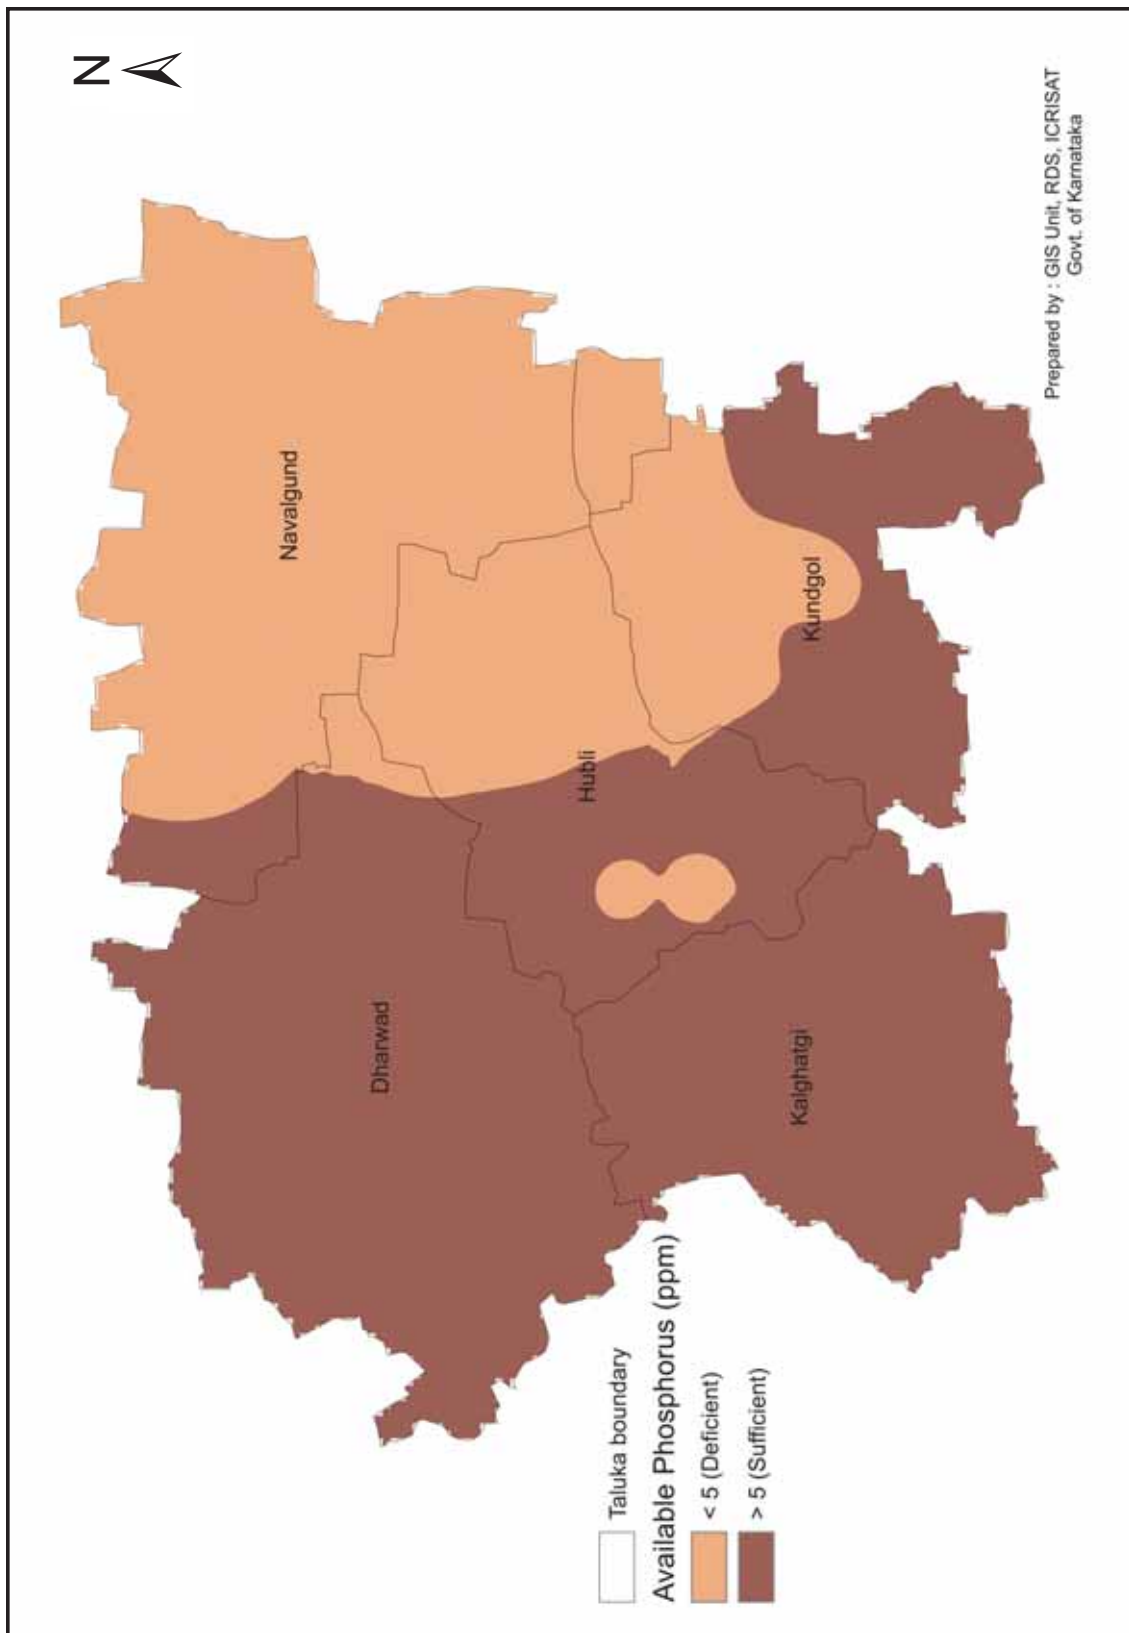 N
Navalgund
Dharwad
Hubli
Kundgol
Kalghatgi
Taluka boundary
Available Phosphorus (ppm)
< 5 (Deficient)
> 5 (Sufficient)
Prepared by : GIS Unit, RDS, ICRISAT
Govt. of Karnataka